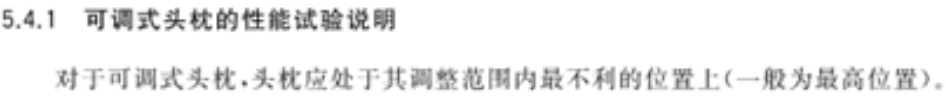 5.4.1 可调式头枕的性能试验说明
对于可调式头枕,头枕应处于其调整范围内最不利的位置上(一般为最高位置)。